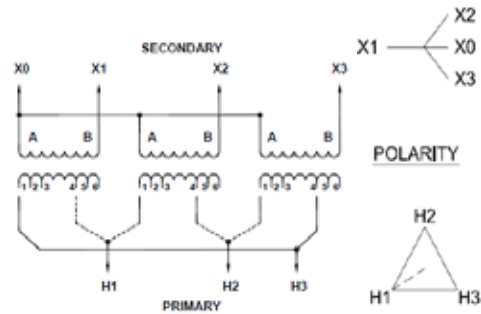 SECONDARY
X0 X1 X2 X3
A B A B A B
1 2 3 4 5 6 1 2 3 4 5 6 1 2 3 4 5 6
H1 H2 H3
PRIMARY
X2
X1 X0
X3
POLARITY
H2
H1 H3